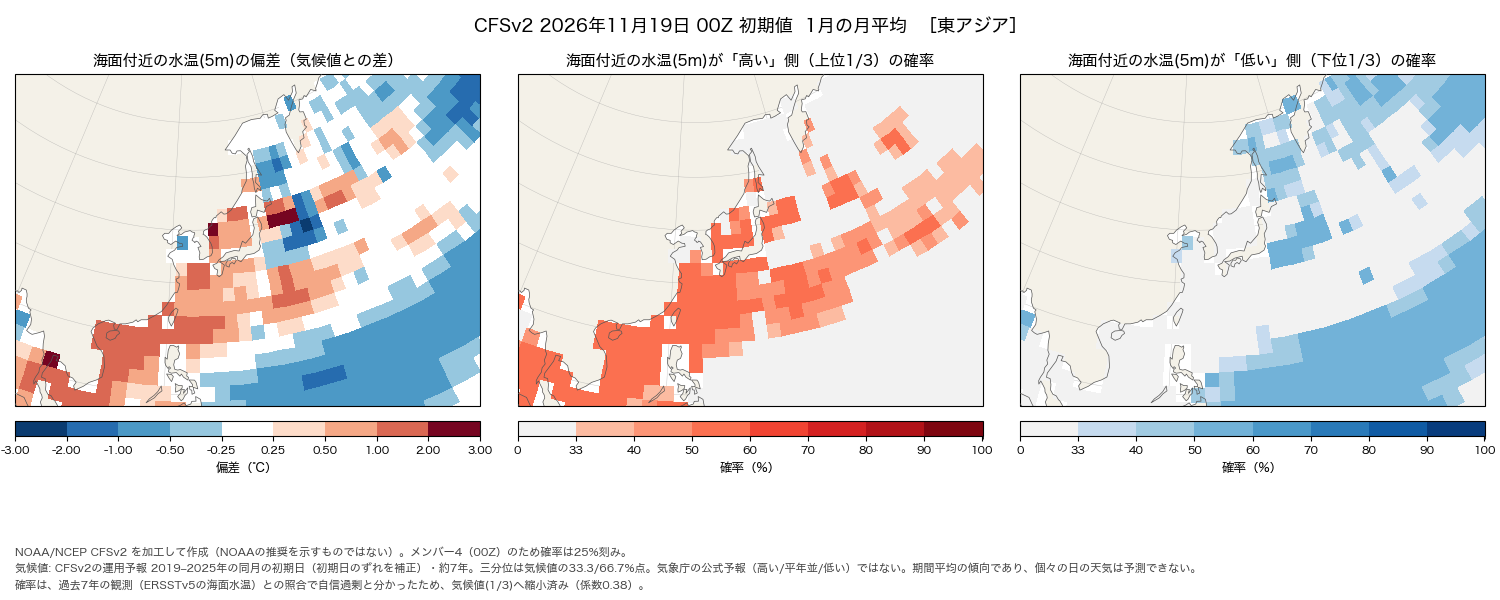 CFSv2 2026年11月19日 00Z 初期値 1月の月平均 ［東アジア］
海面付近の水温(5m)の偏差（気候値との差）
海面付近の水温(5m)が「高い」側（上位1/3）の確率
海面付近の水温(5m)が「低い」側（下位1/3）の確率
-3.00 -2.00 -1.00 -0.50 -0.25 0.25 0.50 1.00 2.00 3.00
偏差（℃）
0 33 40 50 60 70 80 90 100
確率（%）
0 33 40 50 60 70 80 90 100
確率（%）
NOAA/NCEP CFSv2 を加工して作成（NOAAの推奨を示すものではない）。メンバー4（00Z）のため確率は25%刻み。
気候値: CFSv2の運用予報 2019–2025年の同月の初期日（初期日のずれを補正）・約7年。三分位は気候値の33.3/66.7%点。気象庁の公式予報（高い/平年並/低い）ではない。期間平均の傾向であり、個々の日の天気は予測できない。
確率は、過去7年の観測（ERSSTv5の海面水温）との照合で自信過剰と分かったため、気候値(1/3)へ縮小済み（係数0.38）。